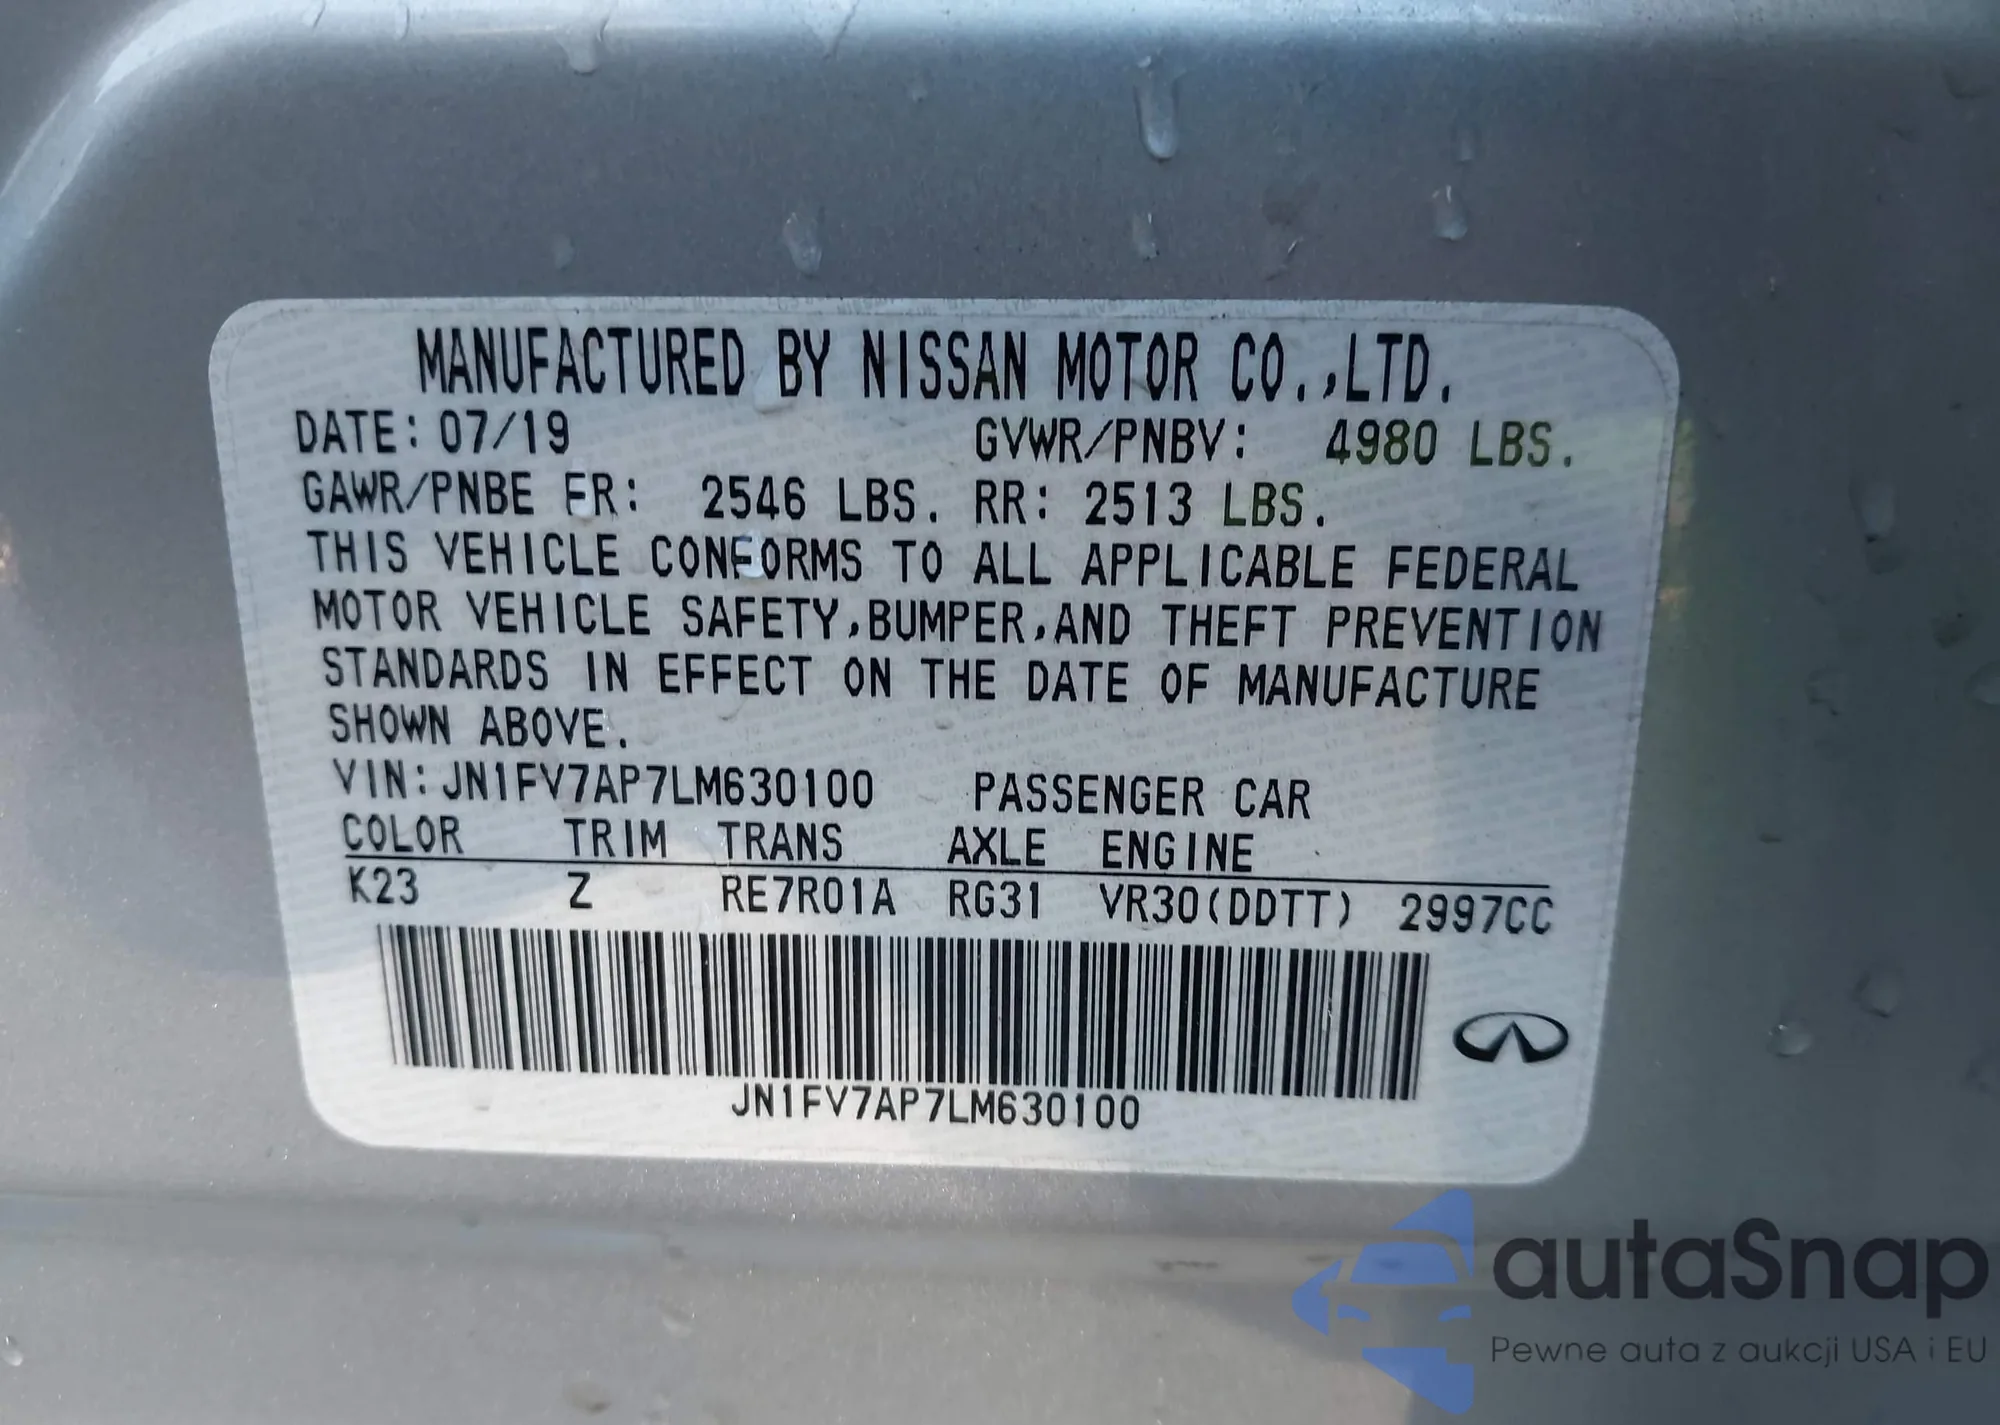 MANUFACTURED BY NISSAN MOTOR CO.,LTD.
DATE: 07/19 GVWR/PNBV: 4980 LBS.
GAWR/PNBE FR: 2546 LBS. RR: 2513 LBS.
THIS VEHICLE CONFORMS TO ALL APPLICABLE FEDERAL
MOTOR VEHICLE SAFETY,BUMPER,AND THEFT PREVENTION
STANDARDS IN EFFECT ON THE DATE OF MANUFACTURE
SHOWN ABOVE.
VIN: JN1FV7AP7LM630100 PASSENGER CAR
COLOR TRIM TRANS AXLE ENGINE
K23 Z RE7R01A RG31 VR30(DDTT) 2997CC
JN1FV7AP7LM630100
autaSnap
Pewne auta z aukcji USA i EU